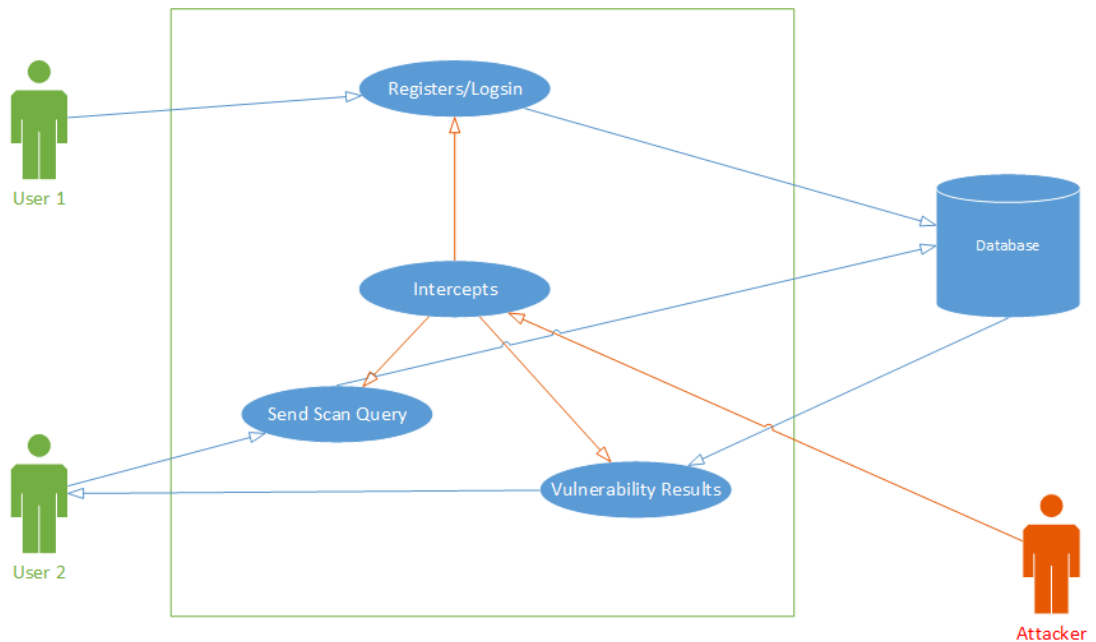 Registers/Logsin
User 1
Database
Intercepts
Send Scan Query
Vulnerability Results
User 2
Attacker